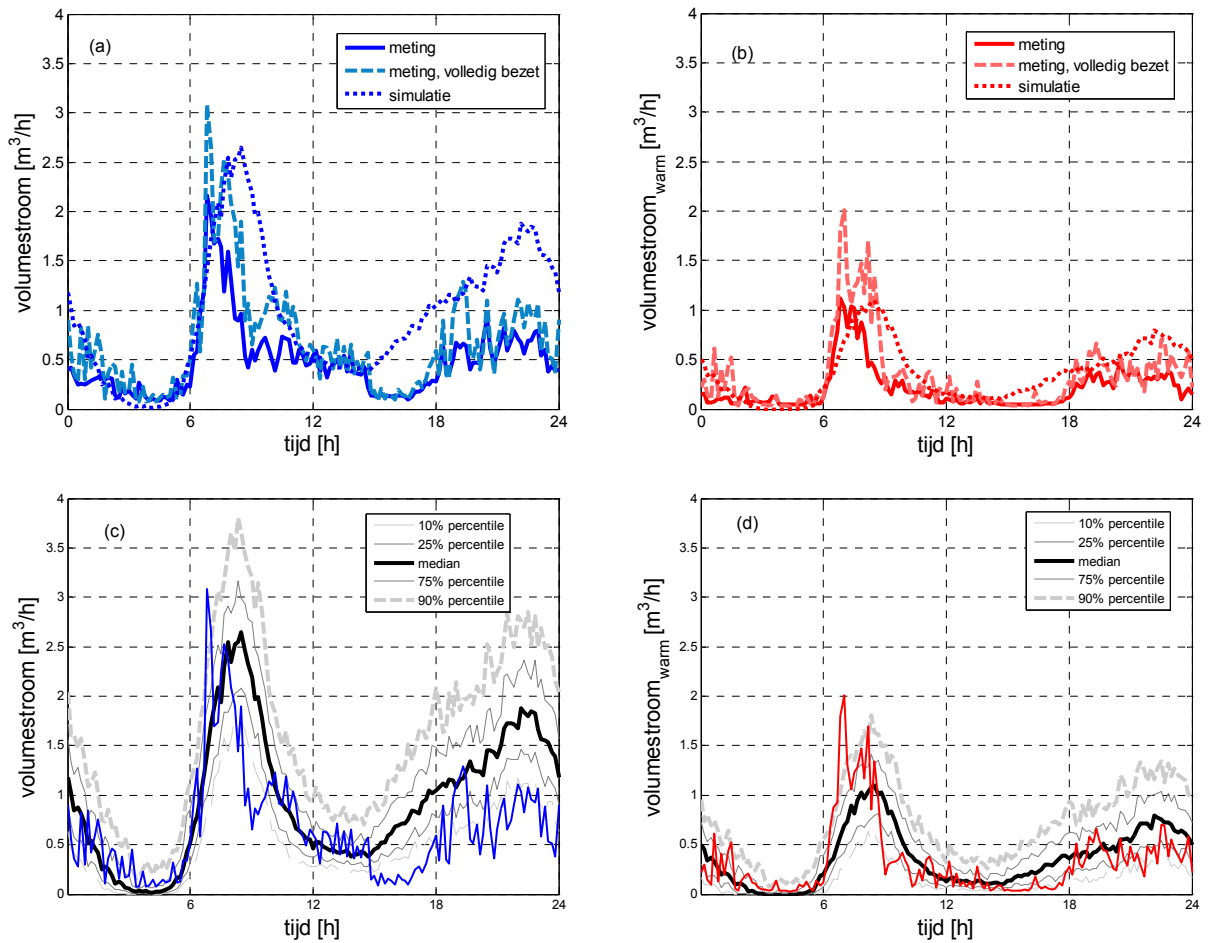 (a)
meting
meting, volledig bezet
simulatie
volumestroom [m³/h]
4
3.5
3
2.5
2
1.5
1
0.5
0
0 6 12 18 24
tijd [h]
(b)
meting
meting, volledig bezet
simulatie
volumestroom_warm [m³/h]
4
3.5
3
2.5
2
1.5
1
0.5
0
0 6 12 18 24
tijd [h]
(c)
10% percentile
25% percentile
median
75% percentile
90% percentile
volumestroom [m³/h]
4
3.5
3
2.5
2
1.5
1
0.5
0
0 6 12 18 24
tijd [h]
(d)
10% percentile
25% percentile
median
75% percentile
90% percentile
volumestroom_warm [m³/h]
4
3.5
3
2.5
2
1.5
1
0.5
0
0 6 12 18 24
tijd [h]